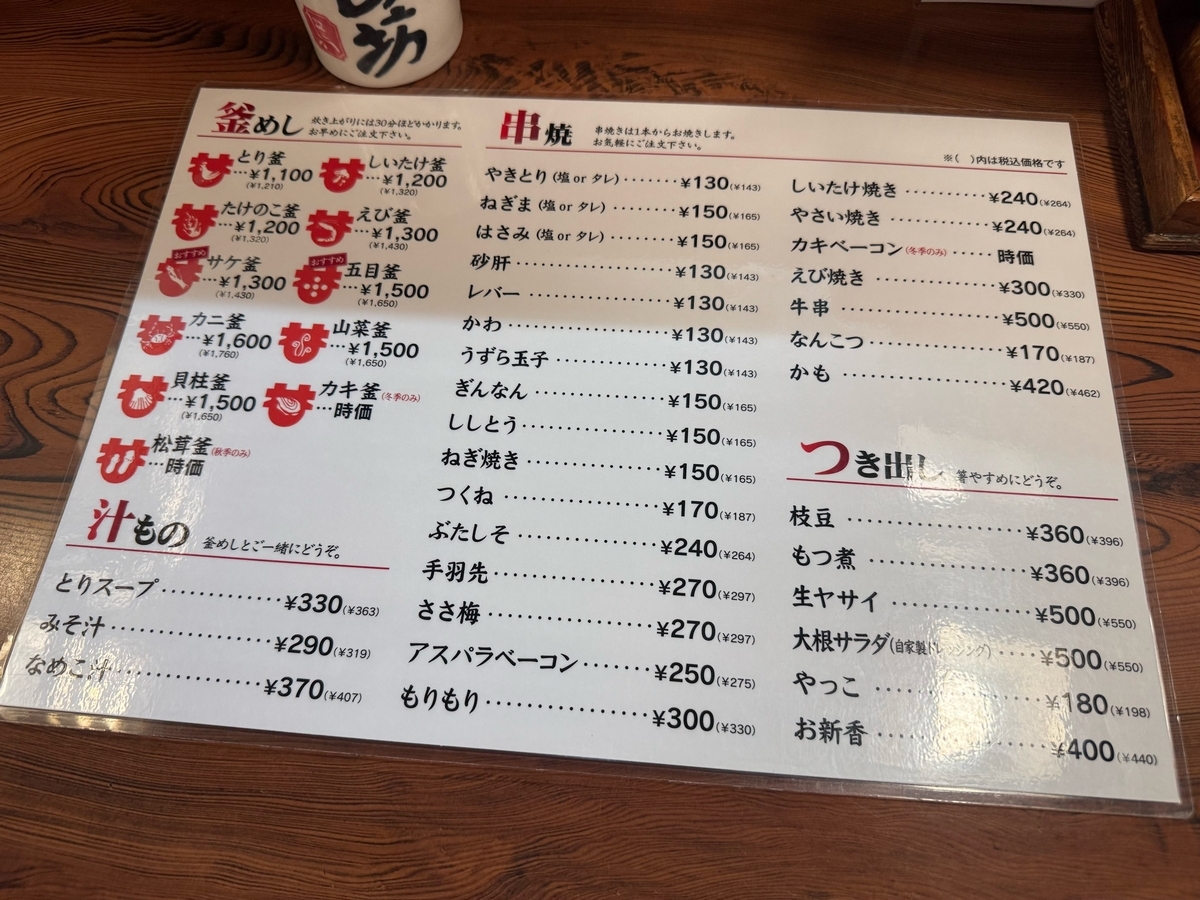 坊
釜めし 炊き上がりには30分ほどかかります。
お早めにご注文下さい。
とり釜 …¥1,100 (¥1,210)
しいたけ釜 …¥1,200 (¥1,320)
たけのこ釜 …¥1,200 (¥1,320)
えび釜 …¥1,300 (¥1,430)
おすすめ サケ釜 …¥1,300 (¥1,430)
おすすめ 五目釜 …¥1,500 (¥1,650)
カニ釜 …¥1,600 (¥1,760)
山菜釜 …¥1,500 (¥1,650)
貝柱釜 …¥1,500 (¥1,650)
カキ釜(冬季のみ) …時価
松茸釜(秋季のみ) …時価
汁もの 釜めしとご一緒にどうぞ。
とりスープ ¥330(¥363)
みそ汁 ¥290(¥319)
なめこ汁 ¥370(¥407)
串焼 串焼きは1本からお焼きします。
お気軽にご注文下さい。
※( )内は税込価格です
やきとり(塩 or タレ) ¥130(¥143)
ねぎま(塩 or タレ) ¥150(¥165)
はさみ(塩 or タレ) ¥150(¥165)
砂肝 ¥130(¥143)
レバー ¥130(¥143)
かわ ¥130(¥143)
うずら玉子 ¥130(¥143)
ぎんなん ¥150(¥165)
ししとう ¥150(¥165)
ねぎ焼き ¥150(¥165)
つくね ¥170(¥187)
ぶたしそ ¥240(¥264)
手羽先 ¥270(¥297)
ささ梅 ¥270(¥297)
アスパラベーコン ¥250(¥275)
もりもり ¥300(¥330)
しいたけ焼き ¥240(¥264)
やさい焼き ¥240(¥264)
カキベーコン(冬季のみ) 時価
えび焼き ¥300(¥330)
牛串 ¥500(¥550)
なんこつ ¥170(¥187)
かも ¥420(¥462)
つき出し 箸やすめにどうぞ。
枝豆 ¥360(¥396)
もつ煮 ¥360(¥396)
生ヤサイ ¥500(¥550)
大根サラダ(自家製ドレッシング) ¥500(¥550)
やっこ ¥180(¥198)
お新香 ¥400(¥440)